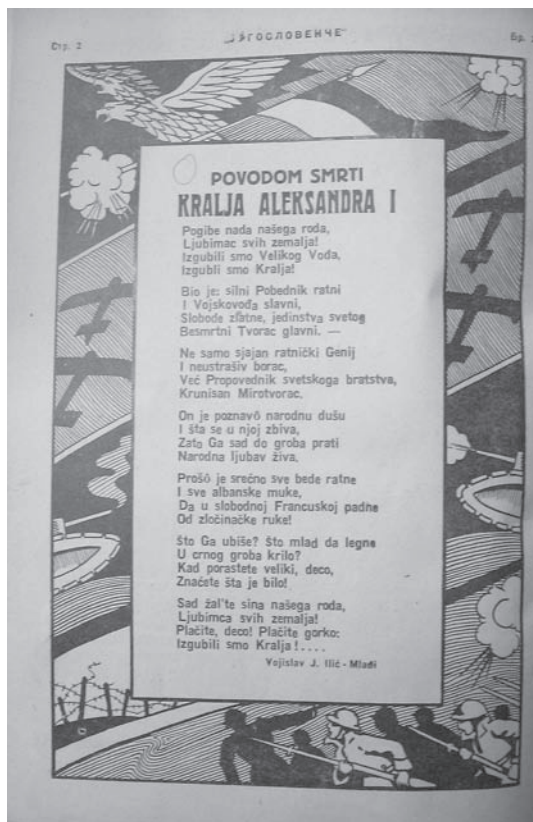 Стр. 2
„ЈУГОСЛОВЕНЧЕ“
Бр.
POVODOM SMRTI
KRALJA ALEKSANDRA I
Pogibe nada našega roda,
Ljubimac svih zemalja!
Izgubili smo Velikog Vođa,
Izgubli smo Kralja!
Bio je: silni Pobednik ratni
I Vojskovođa slavni,
Slobode zlatne, jedinstva svetog
Besmrtni Tvorac glavni. —
Ne samo sjajan ratnički Genij
I neustrašiv borac,
Već Propovednik svetskoga bratstva,
Krunisan Mirotvorac.
On je poznavô narodnu dušu
I šta se u njoj zbiva,
Zato Ga sad do groba prati
Narodna ljubav živa.
Prošô je srećno sve bede ratne
I sve albanske muke,
Da u slobodnoj Francuskoj padne
Od zločinačke ruke!
Što Ga ubiše? Što mlad da legne
U crnog groba krilo?
Kad porastete veliki, deco,
Znaćete šta je bilo!
Sad žal'te sina našega roda,
Ljubimca svih zemalja!
Plačite, deco! Plačite gorko:
Izgubili smo Kralja!....
Vojislav J. Ilić - Mlađi